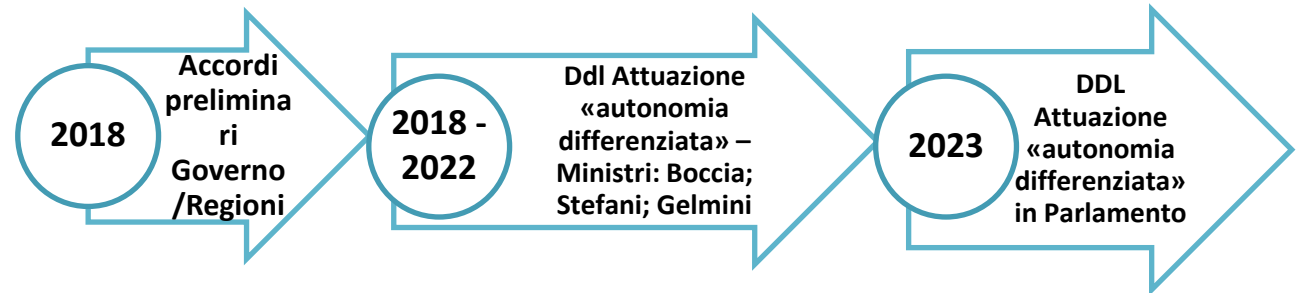 2018
Accordi
prelimina
ri
Governo
/Regioni
2018 -
2022
Ddl Attuazione
«autonomia
differenziata» –
Ministri: Boccia;
Stefani; Gelmini
2023
DDL
Attuazione
«autonomia
differenziata»
in Parlamento